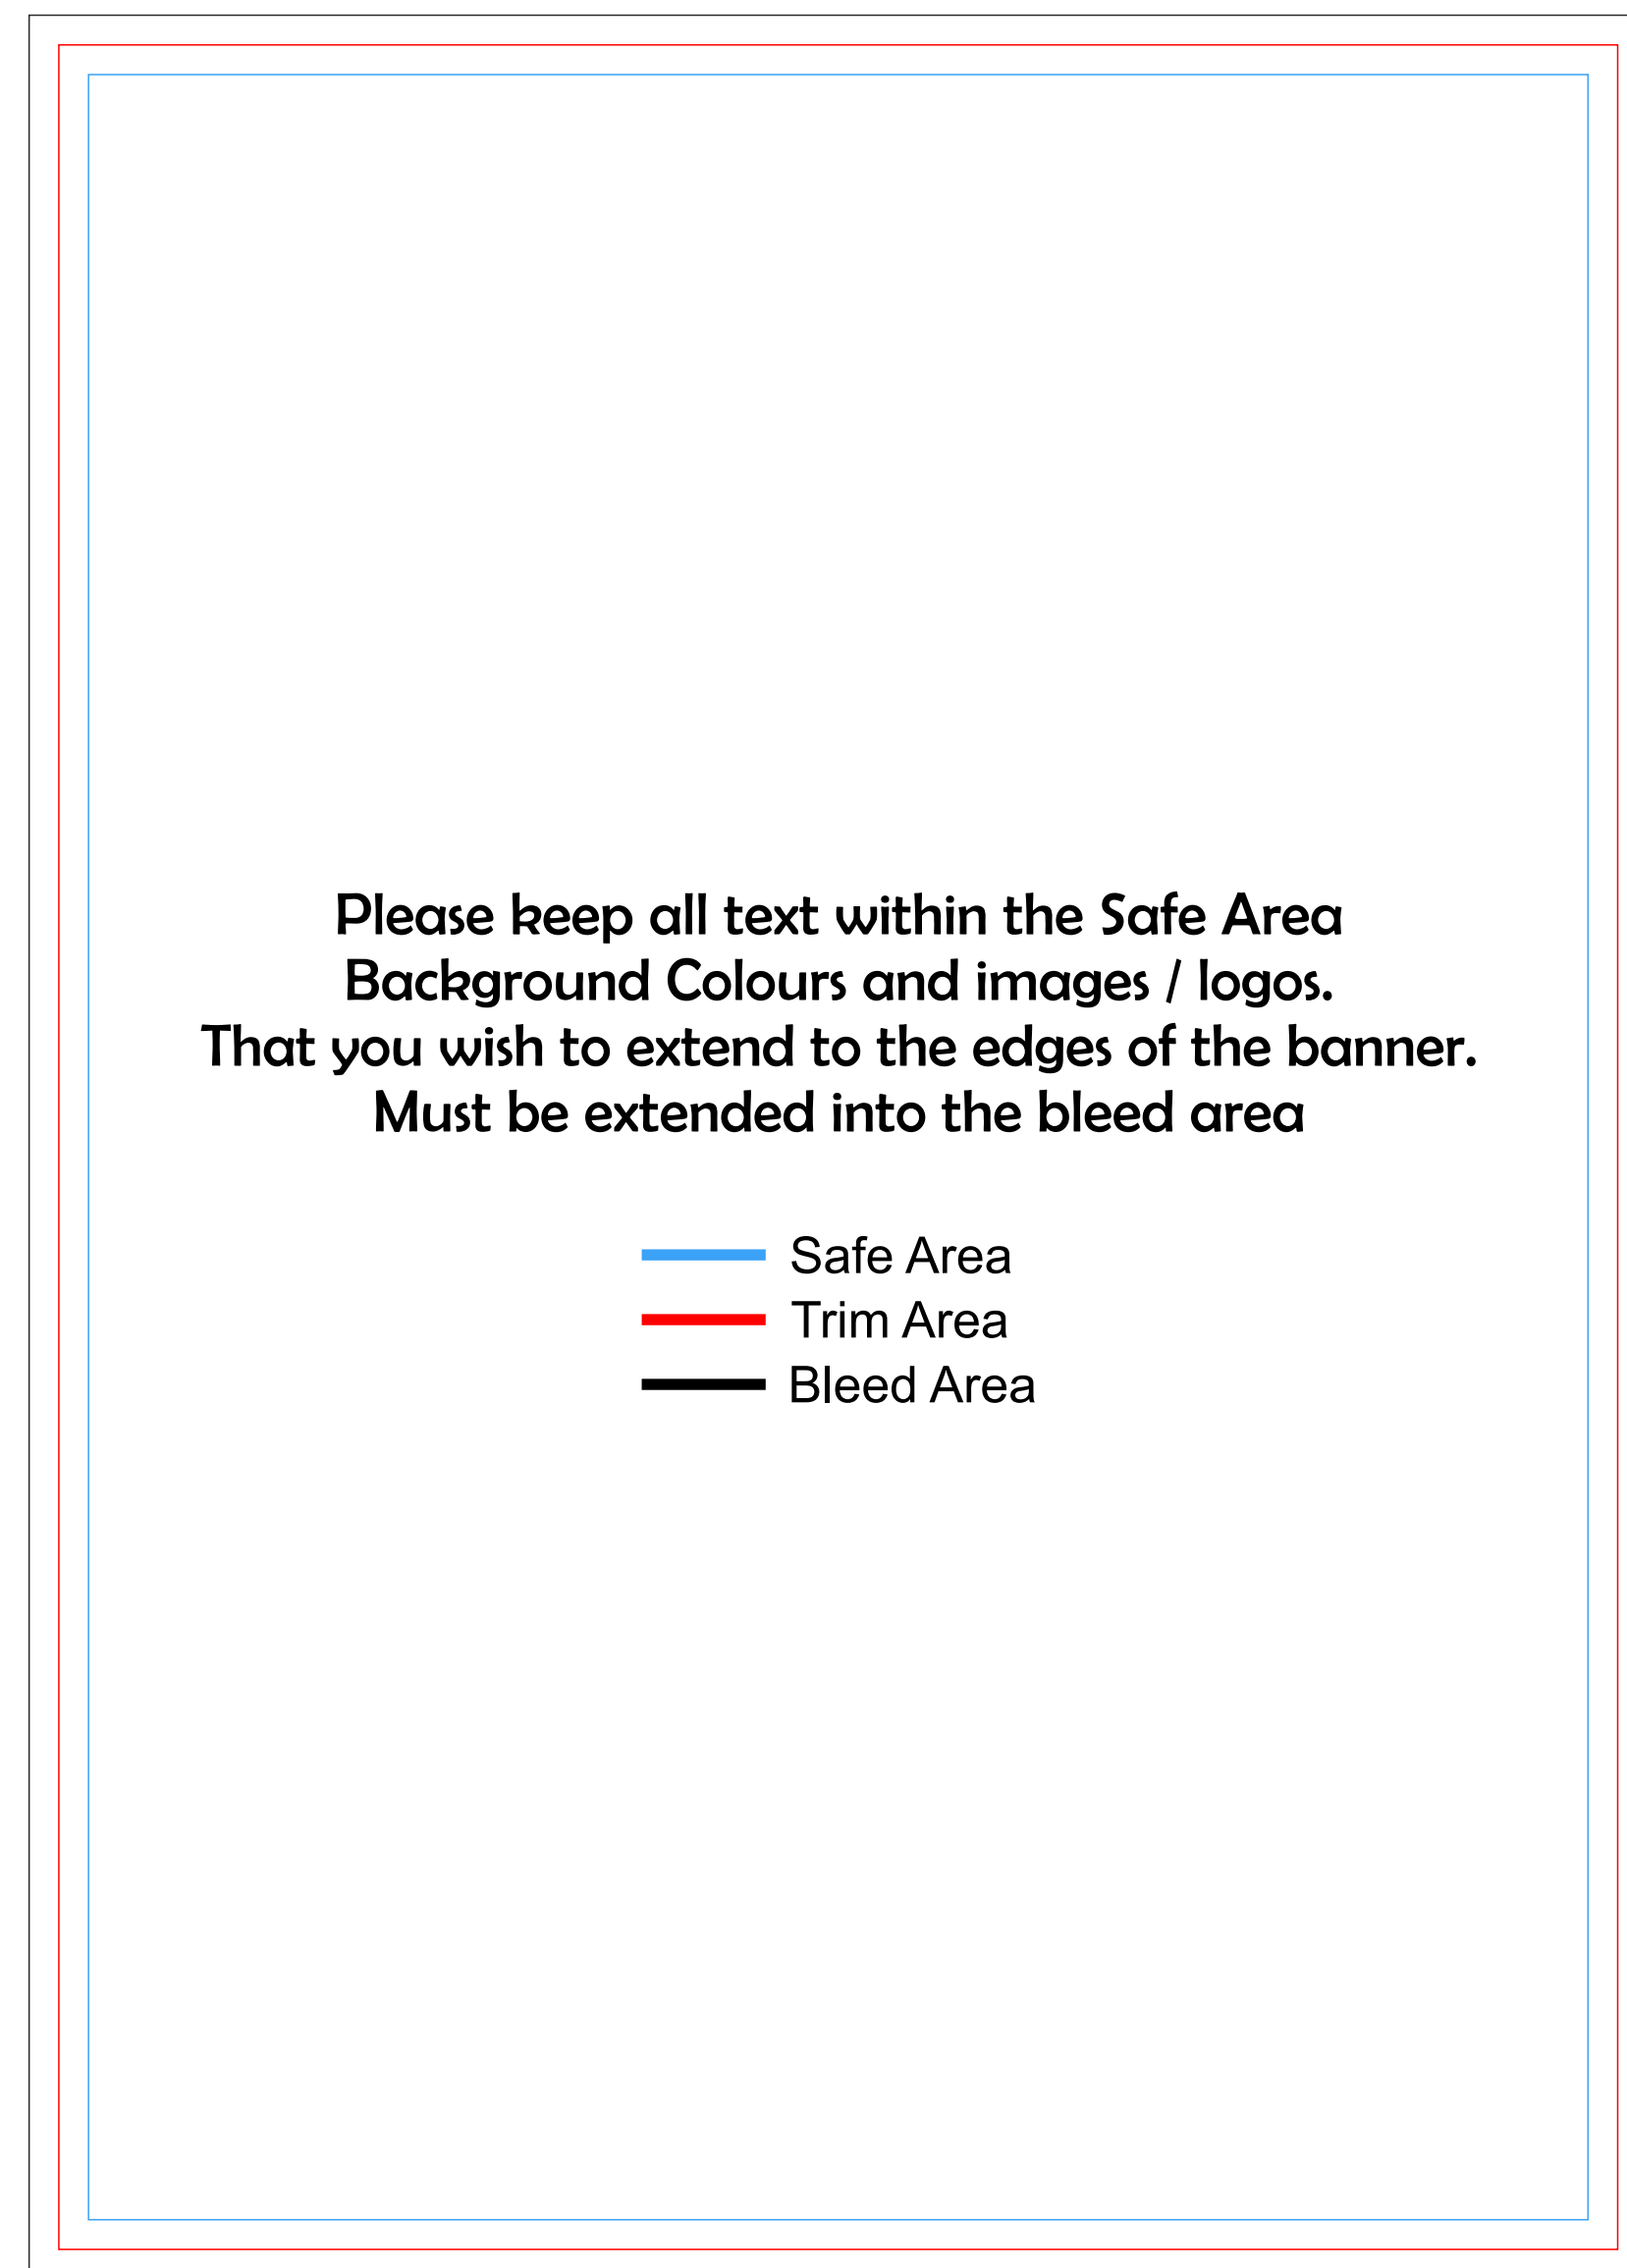 Please keep all text within the Safe Area
Background Colours and images / logos.
That you wish to extend to the edges of the banner.
Must be extended into the bleed area
Safe Area
Trim Area
Bleed Area